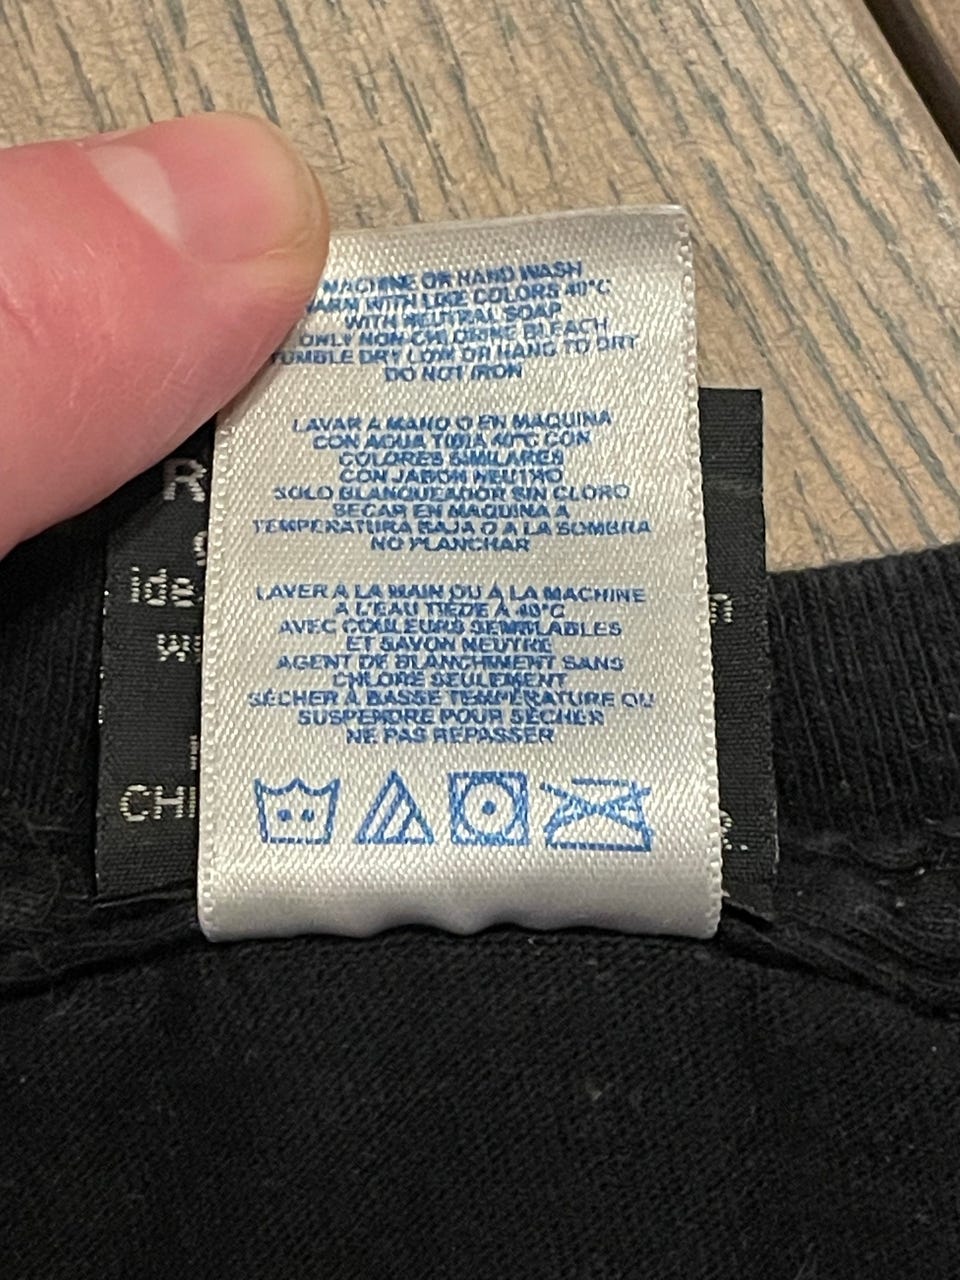 MACHINE OR HAND WASH
WARM WITH LIKE COLORS 40°C
WITH NEUTRAL SOAP
ONLY NON-CHLORINE BLEACH
TUMBLE DRY LOW OR HANG TO DRY
DO NOT IRON
LAVAR A MANO O EN MAQUINA
CON AGUA TIBIA 40°C CON
COLORES SIMILARES
CON JABON NEUTRO
SOLO BLANQUEADOR SIN CLORO
SECAR EN MAQUINA A
TEMPERATURA BAJA O A LA SOMBRA
NO PLANCHAR
LAVER A LA MAIN OU À LA MACHINE
A L'EAU TIÈDE À 40°C
AVEC COULEURS SEMBLABLES
ET SAVON NEUTRE
AGENT DE BLANCHIMENT SANS
CHLORE SEULEMENT
SÉCHER À BASSE TEMPÉRATURE OU
SUSPENDRE POUR SÉCHER
NE PAS REPASSER
R
ide
CHI